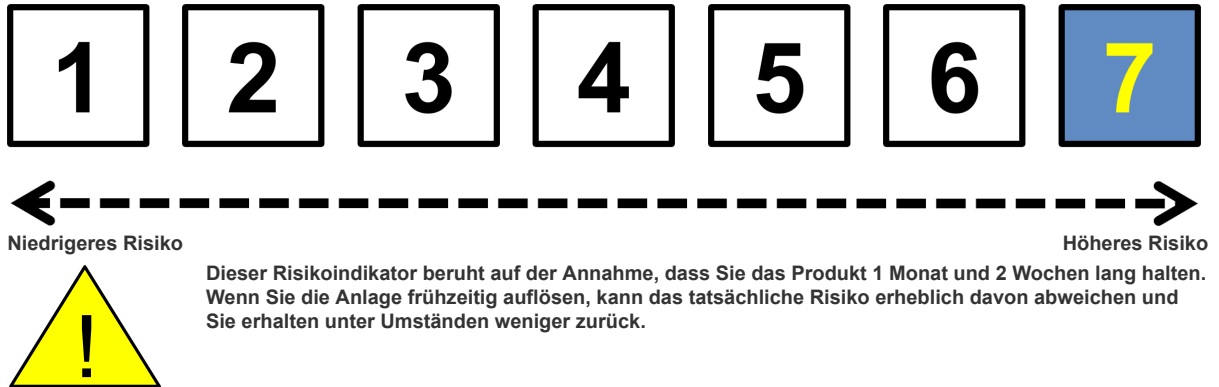 1 2 3 4 5 6 7
Niedrigeres Risiko Höheres Risiko
Dieser Risikoindikator beruht auf der Annahme, dass Sie das Produkt 1 Monat und 2 Wochen lang halten.
Wenn Sie die Anlage frühzeitig auflösen, kann das tatsächliche Risiko erheblich davon abweichen und
Sie erhalten unter Umständen weniger zurück.
!